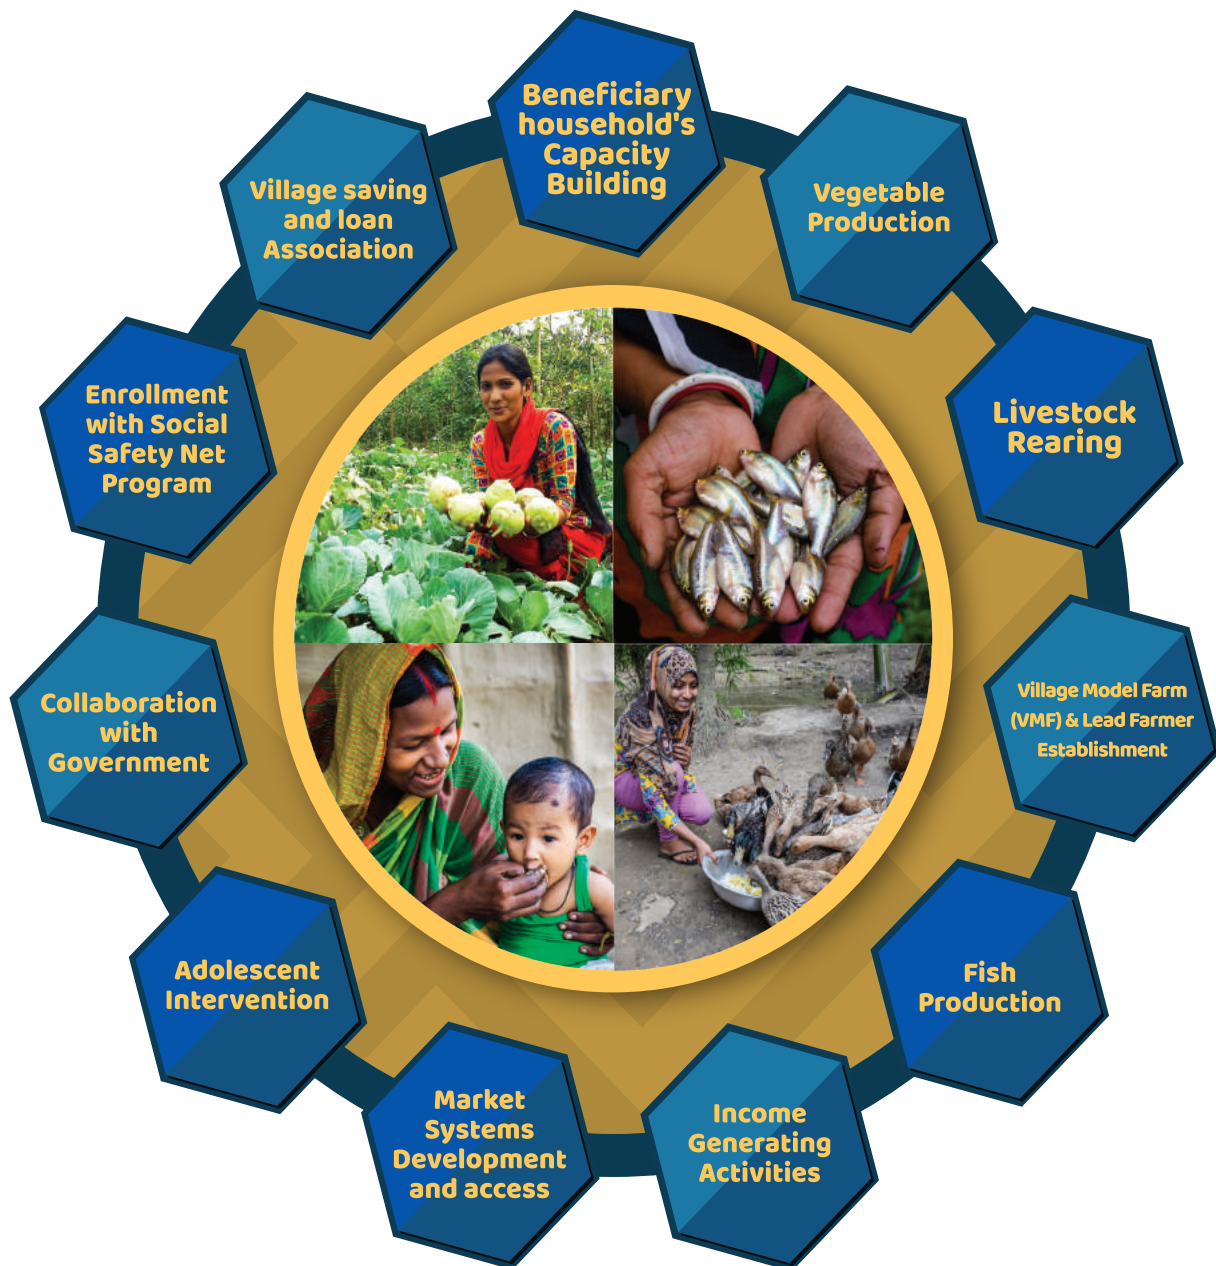 Beneficiary
household's
Capacity
Building
Vegetable
Production
Livestock
Rearing
Village Model Farm
(VMF) & Lead Farmer
Establishment
Fish
Production
Income
Generating
Activities
Market
Systems
Development
and access
Adolescent
Intervention
Collaboration
with
Government
Enrollment
with Social
Safety Net
Program
Village saving
and loan
Association